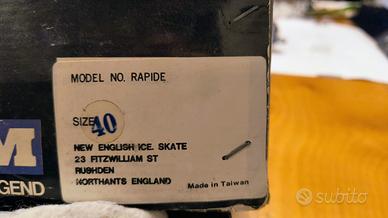 MODEL NO. RAPIDE
SIZE 40
NEW ENGLISH ICE. SKATE
23 FITZWILLIAM ST
RUSHDEN
NORTHANTS ENGLAND
Made in Taiwan
M
EGEND
subito